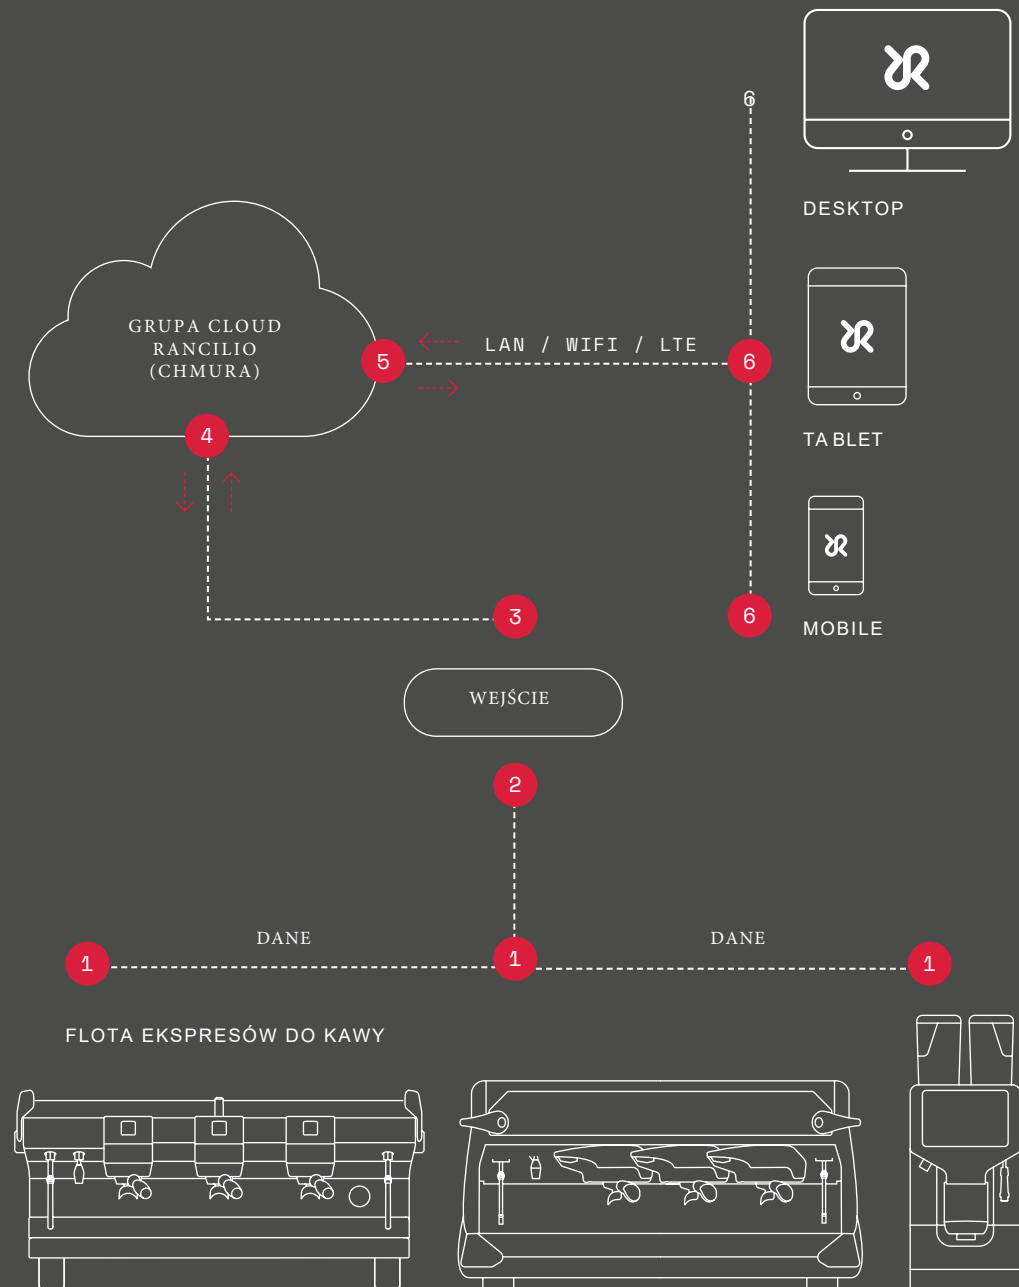 6
DESKTOP
GRUPA CLOUD
RANCILIO
(CHMURA)
LAN / WIFI / LTE
5
6
4
TABLET
3
6
MOBILE
WEJŚCIE
2
DANE
DANE
1
1
1
FLOTA EKSPRESÓW DO KAWY